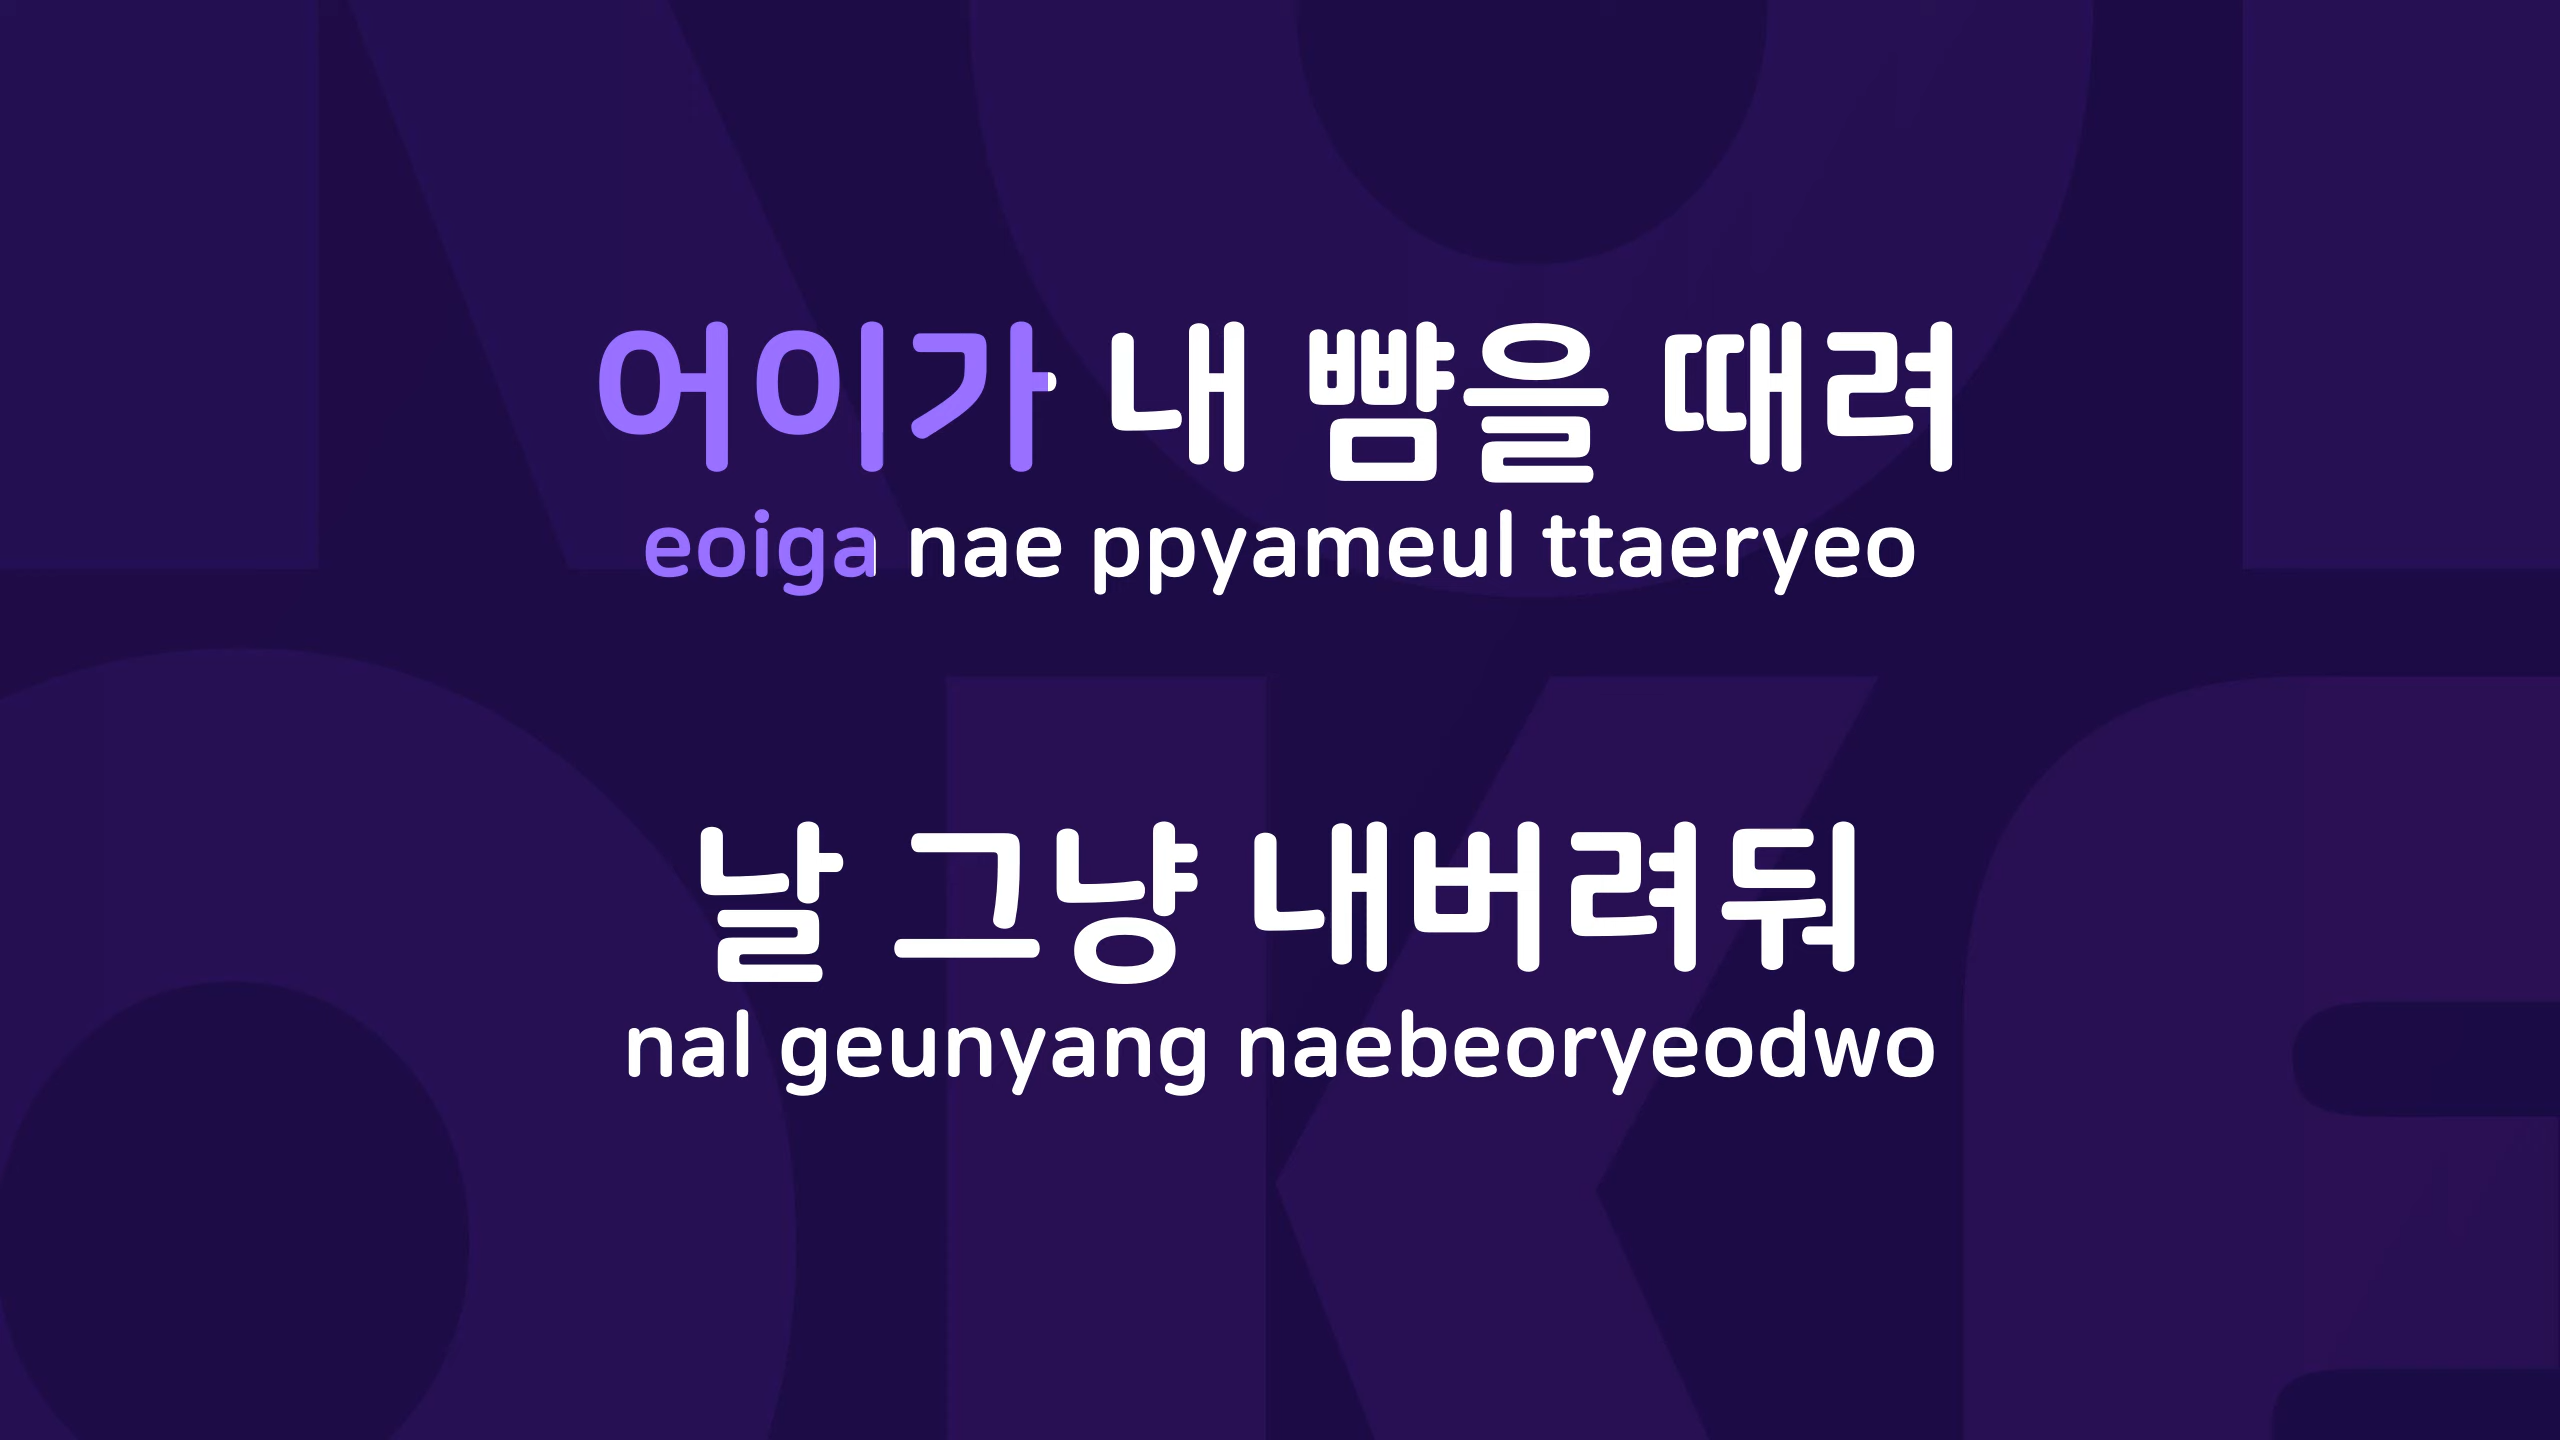 어이가 내 뺨을 때려
eoiga nae ppyameul ttaeryeo
날 그냥 내버려둬
nal geunyang naebeoryeodwo